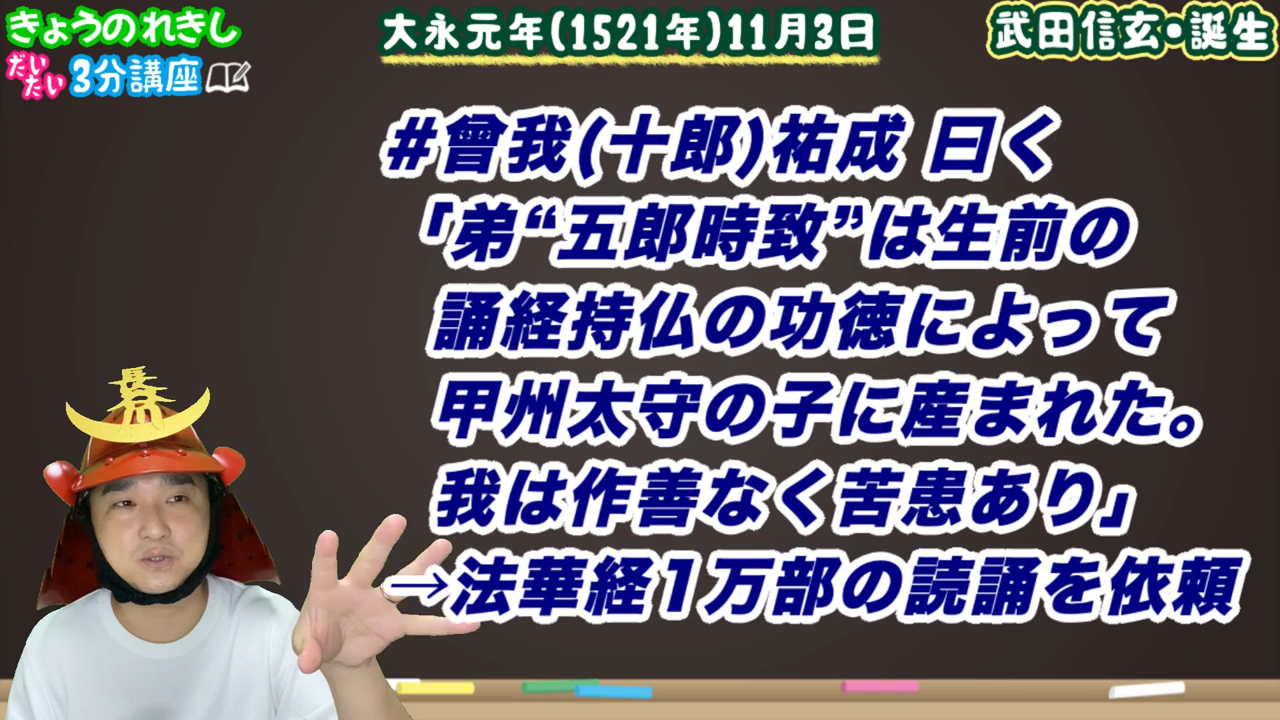 きょうのれきし
だいたい3分講座
大永元年(1521年)11月3日
武田信玄・誕生
#曾我(十郎)祐成 曰く
「弟“五郎時致”は生前の
誦経持仏の功徳によって
甲州太守の子に産まれた。
我は作善なく苦患あり」
→法華経1万部の読誦を依頼